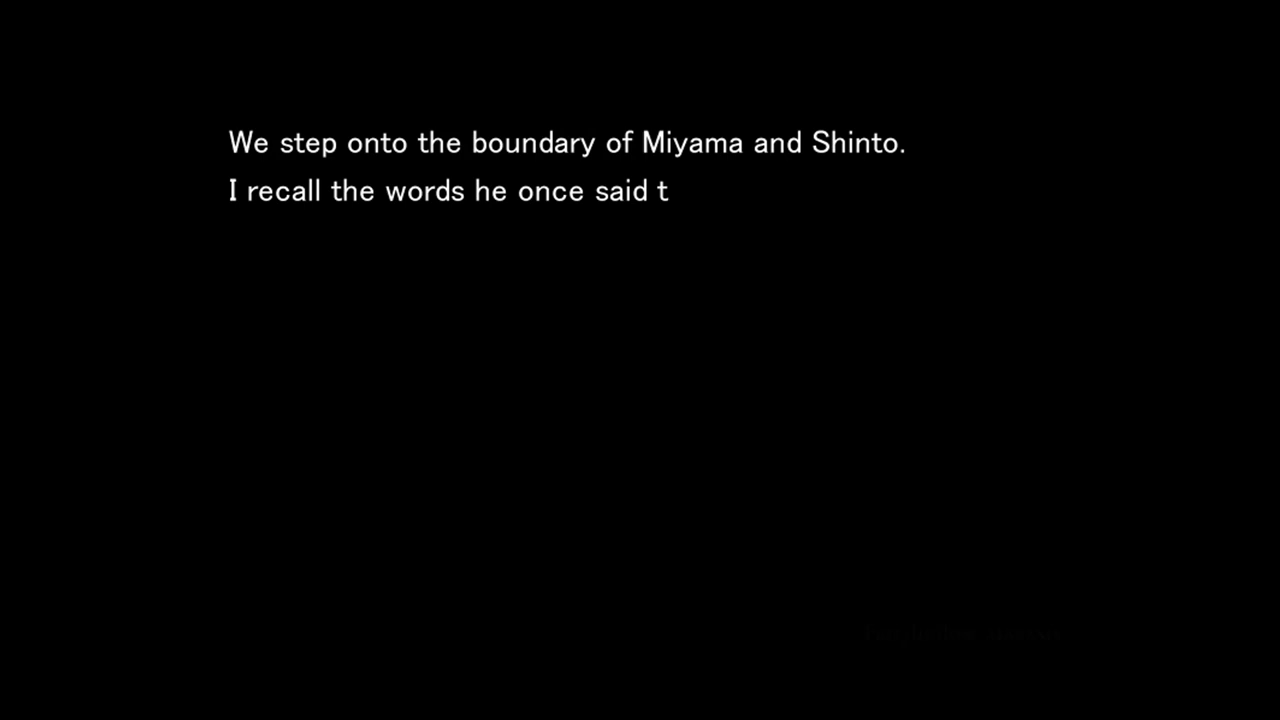 We step onto the boundary of Miyama and Shinto.
I recall the words he once said t